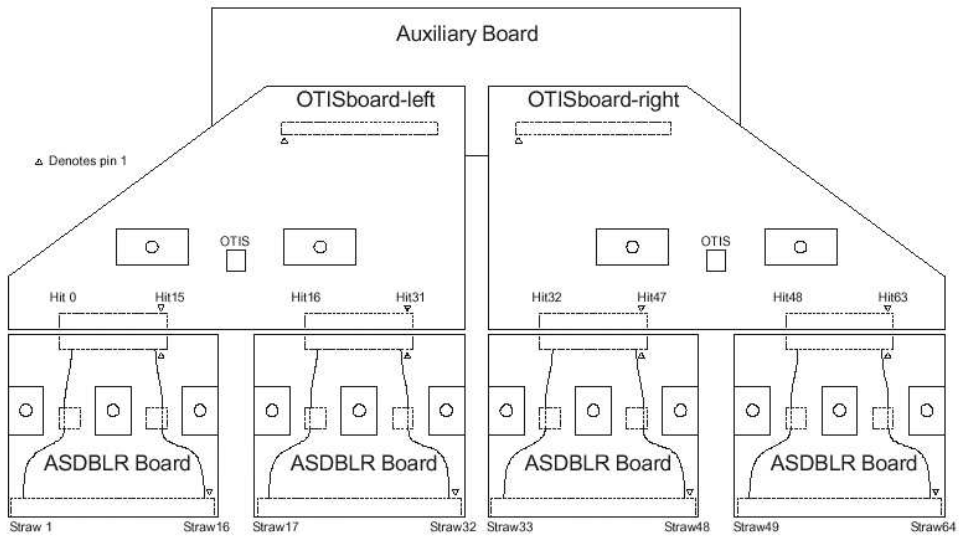 Auxiliary Board
OTISboard-left
OTISboard-right
Denotes pin 1
OTIS
OTIS
Hit 0
Hit15
Hit16
Hit31
Hit32
Hit47
Hit48
Hit63
ASDBLR Board
ASDBLR Board
ASDBLR Board
ASDBLR Board
Straw 1
Straw16
Straw17
Straw32
Straw33
Straw48
Straw49
Straw64